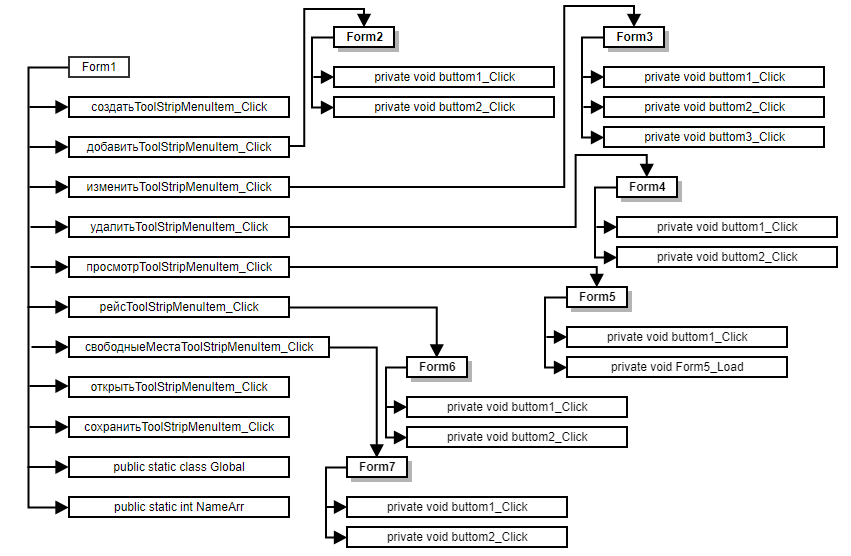 Form1
создатьToolStripMenuItem_Click
добавитьToolStripMenuItem_Click
изменитьToolStripMenuItem_Click
удалитьToolStripMenuItem_Click
просмотрToolStripMenuItem_Click
рейсToolStripMenuItem_Click
свободныеМестаToolStripMenuItem_Click
открытьToolStripMenuItem_Click
сохранитьToolStripMenuItem_Click
public static class Global
public static int NameArr
Form2
private void buttom1_Click
private void buttom2_Click
Form3
private void buttom1_Click
private void buttom2_Click
private void buttom3_Click
Form4
private void buttom1_Click
private void buttom2_Click
Form5
private void buttom1_Click
private void Form5_Load
Form6
private void buttom1_Click
private void buttom2_Click
Form7
private void buttom1_Click
private void buttom2_Click